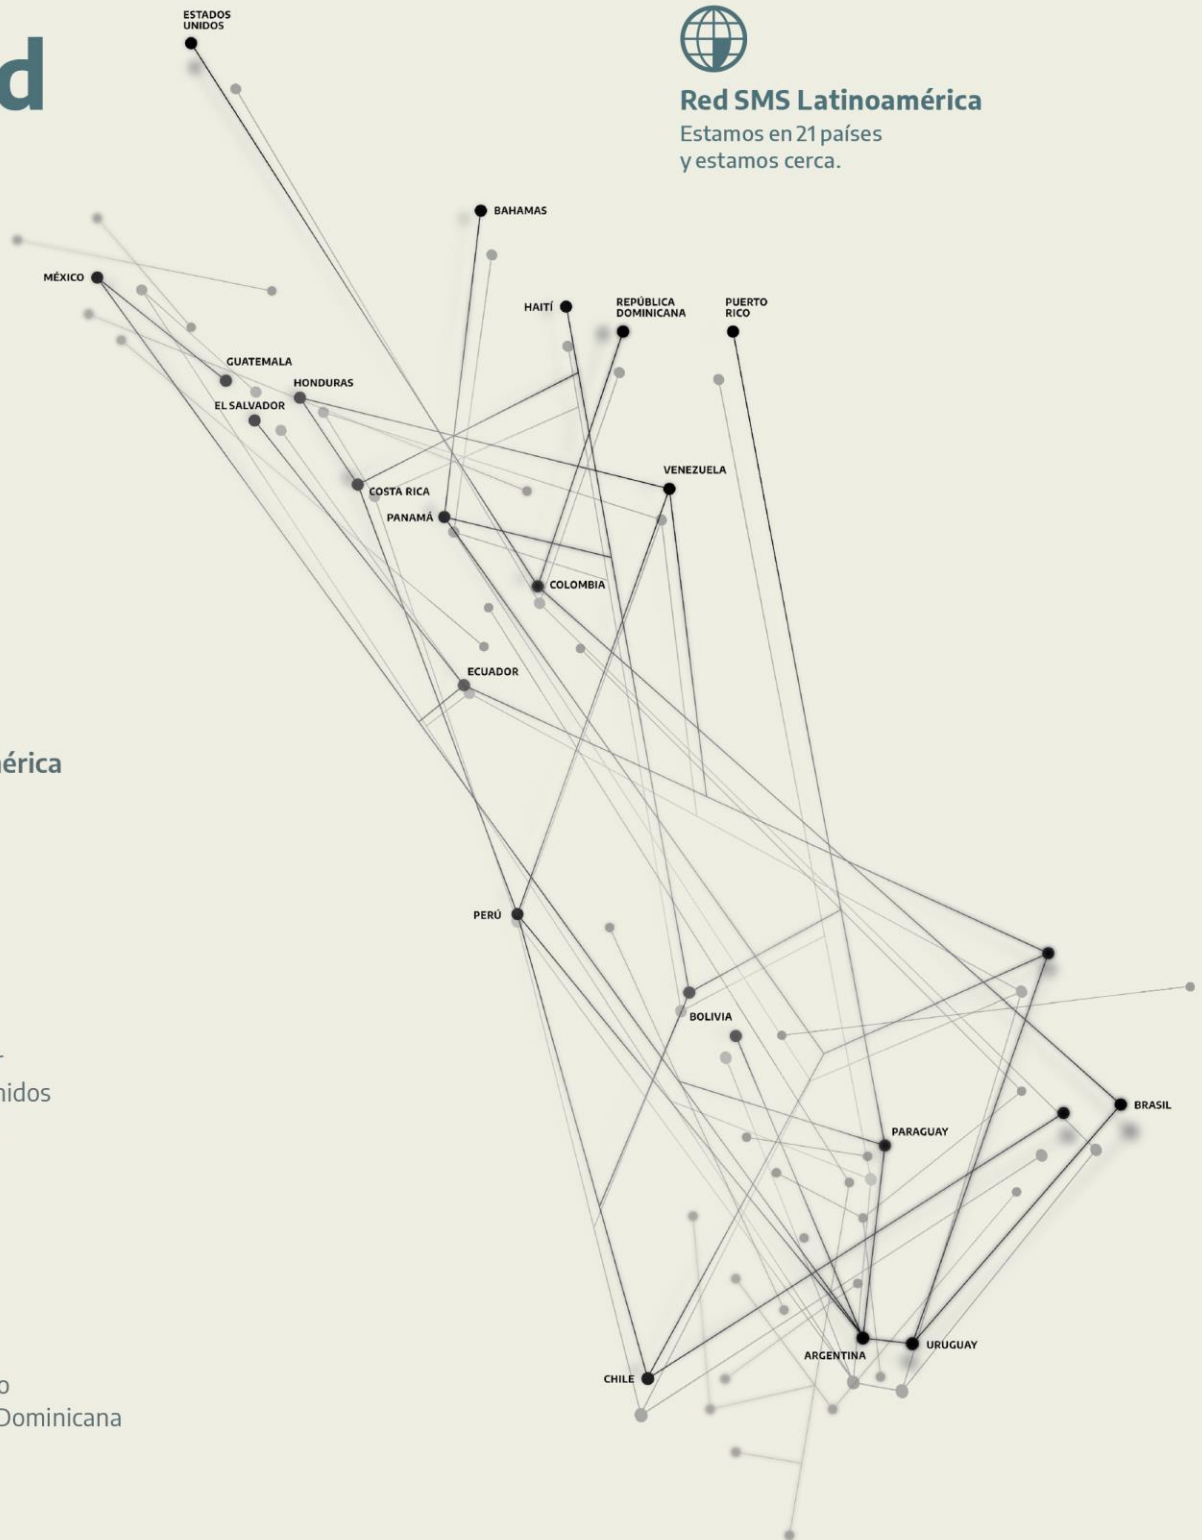 d
ESTADOS
UNIDOS
Red SMS Latinoamérica
Estamos en 21 países
y estamos cerca.
BAHAMAS
MÉXICO
HAITÍ
REPÚBLICA
DOMINICANA
PUERTO
RICO
GUATEMALA
HONDURAS
EL SALVADOR
VENEZUELA
COSTA RICA
PANAMÁ
COLOMBIA
ECUADOR
érica
PERÚ
BOLIVIA
nidos
BRASIL
PARAGUAY
URUGUAY
ARGENTINA
CHILE
o
Dominicana